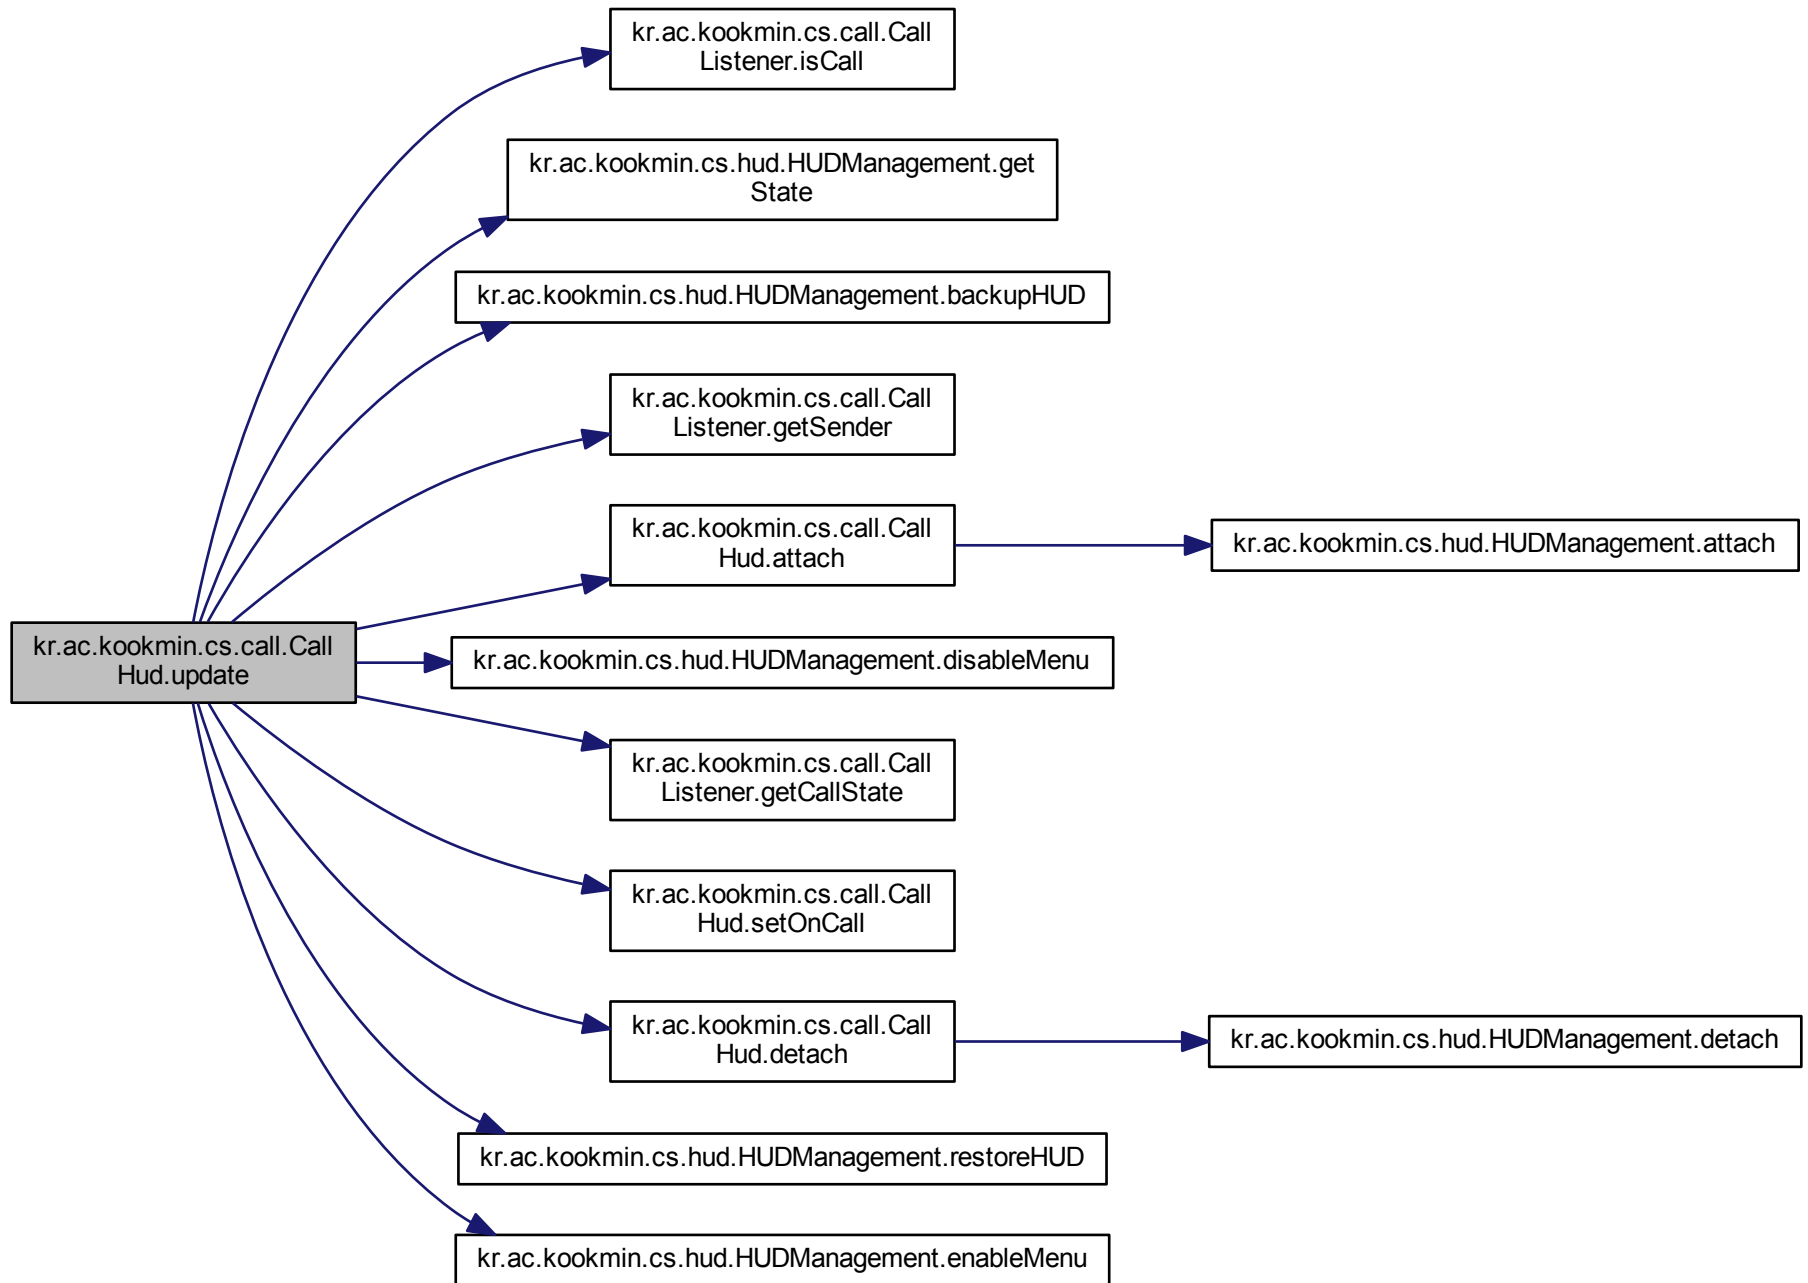 kr.ac.kookmin.cs.call.Call
Listener.isCall
kr.ac.kookmin.cs.hud.HUDManagement.get
State
kr.ac.kookmin.cs.hud.HUDManagement.backupHUD
kr.ac.kookmin.cs.call.Call
Listener.getSender
kr.ac.kookmin.cs.call.Call
Hud.attach
kr.ac.kookmin.cs.hud.HUDManagement.attach
kr.ac.kookmin.cs.call.Call
Hud.update
kr.ac.kookmin.cs.hud.HUDManagement.disableMenu
kr.ac.kookmin.cs.call.Call
Listener.getCallState
kr.ac.kookmin.cs.call.Call
Hud.setOnCall
kr.ac.kookmin.cs.call.Call
Hud.detach
kr.ac.kookmin.cs.hud.HUDManagement.detach
kr.ac.kookmin.cs.hud.HUDManagement.restoreHUD
kr.ac.kookmin.cs.hud.HUDManagement.enableMenu